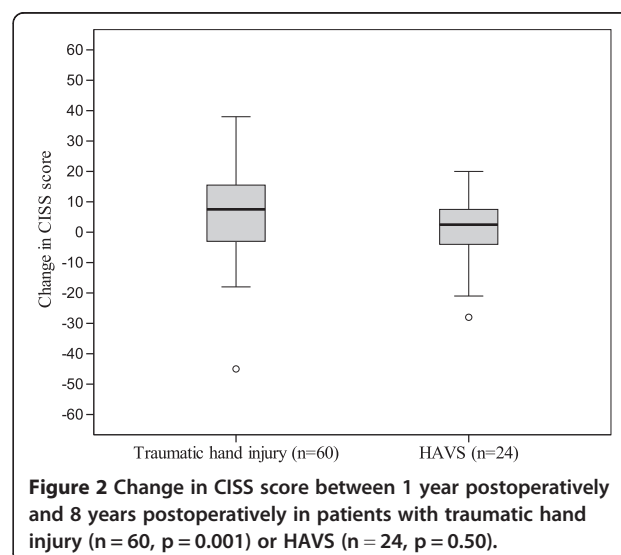 60
50
40
30
20
10
0
-10
-20
-30
-40
-50
-60
Change in CISS score
Traumatic hand injury (n=60) HAVS (n=24)
Figure 2 Change in CISS score between 1 year postoperatively
and 8 years postoperatively in patients with traumatic hand
injury (n = 60, p = 0.001) or HAVS (n = 24, p = 0.50).